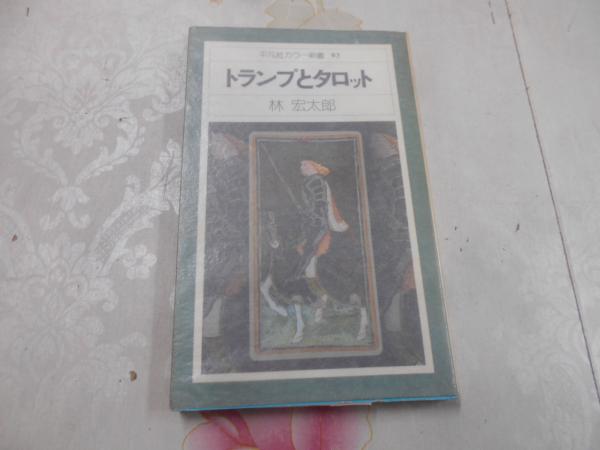 平凡社カラー新書 93
トランプとタロット
林 宏太郎